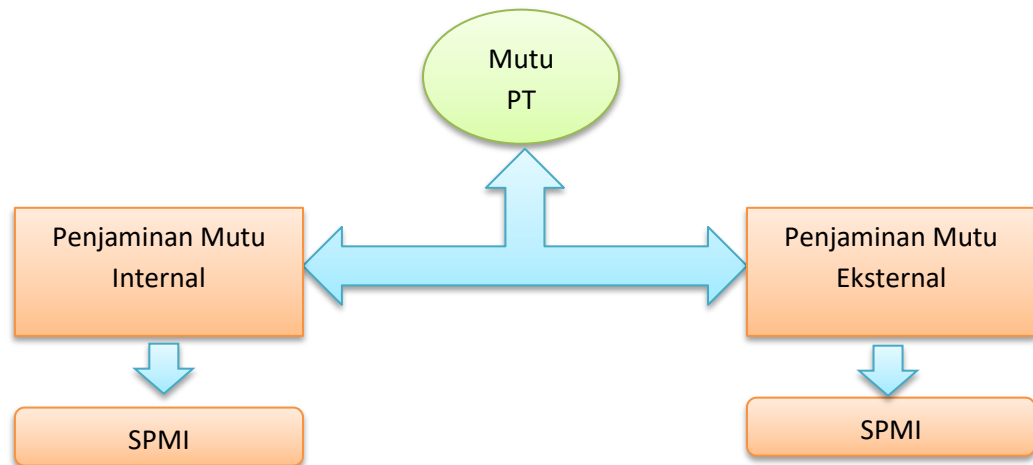 Mutu
PT
Penjaminan Mutu
Internal
Penjaminan Mutu
Eksternal
SPMI
SPMI